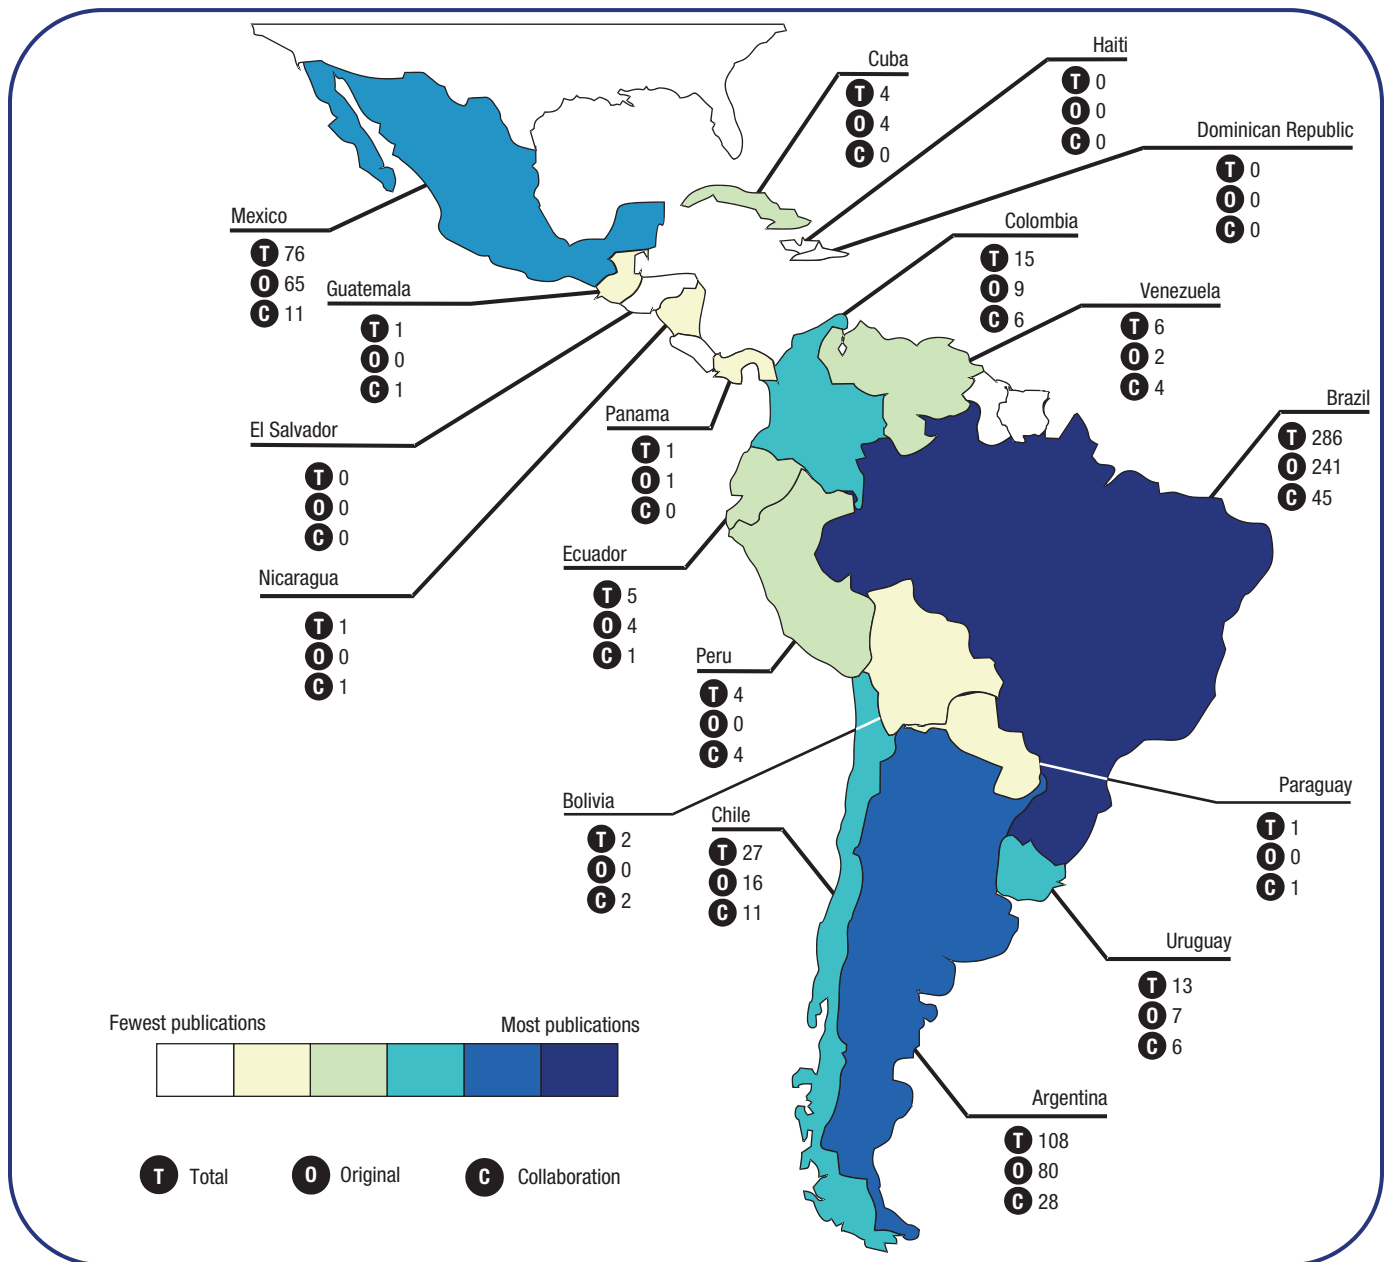 Cuba
T 4
O 4
C 0
Haiti
T 0
O 0
C 0
Dominican Republic
T 0
O 0
C 0
Mexico
T 76
O 65
C 11
Colombia
T 15
O 9
C 6
Guatemala
T 1
O 0
C 1
Venezuela
T 6
O 2
C 4
Brazil
T 286
O 241
C 45
Panama
T 1
O 1
C 0
El Salvador
T 0
O 0
C 0
Ecuador
T 5
O 4
C 1
Nicaragua
T 1
O 0
C 1
Peru
T 4
O 0
C 4
Bolivia
T 2
O 0
C 2
Chile
T 27
O 16
C 11
Paraguay
T 1
O 0
C 1
Uruguay
T 13
O 7
C 6
Argentina
T 108
O 80
C 28
Fewest publications Most publications
T Total O Original C Collaboration